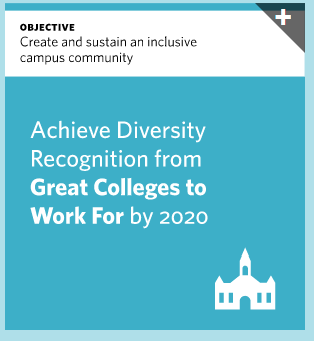 OBJECTIVE
Create and sustain an inclusive
campus community
Achieve Diversity
Recognition from
Great Colleges to
Work For by 2020